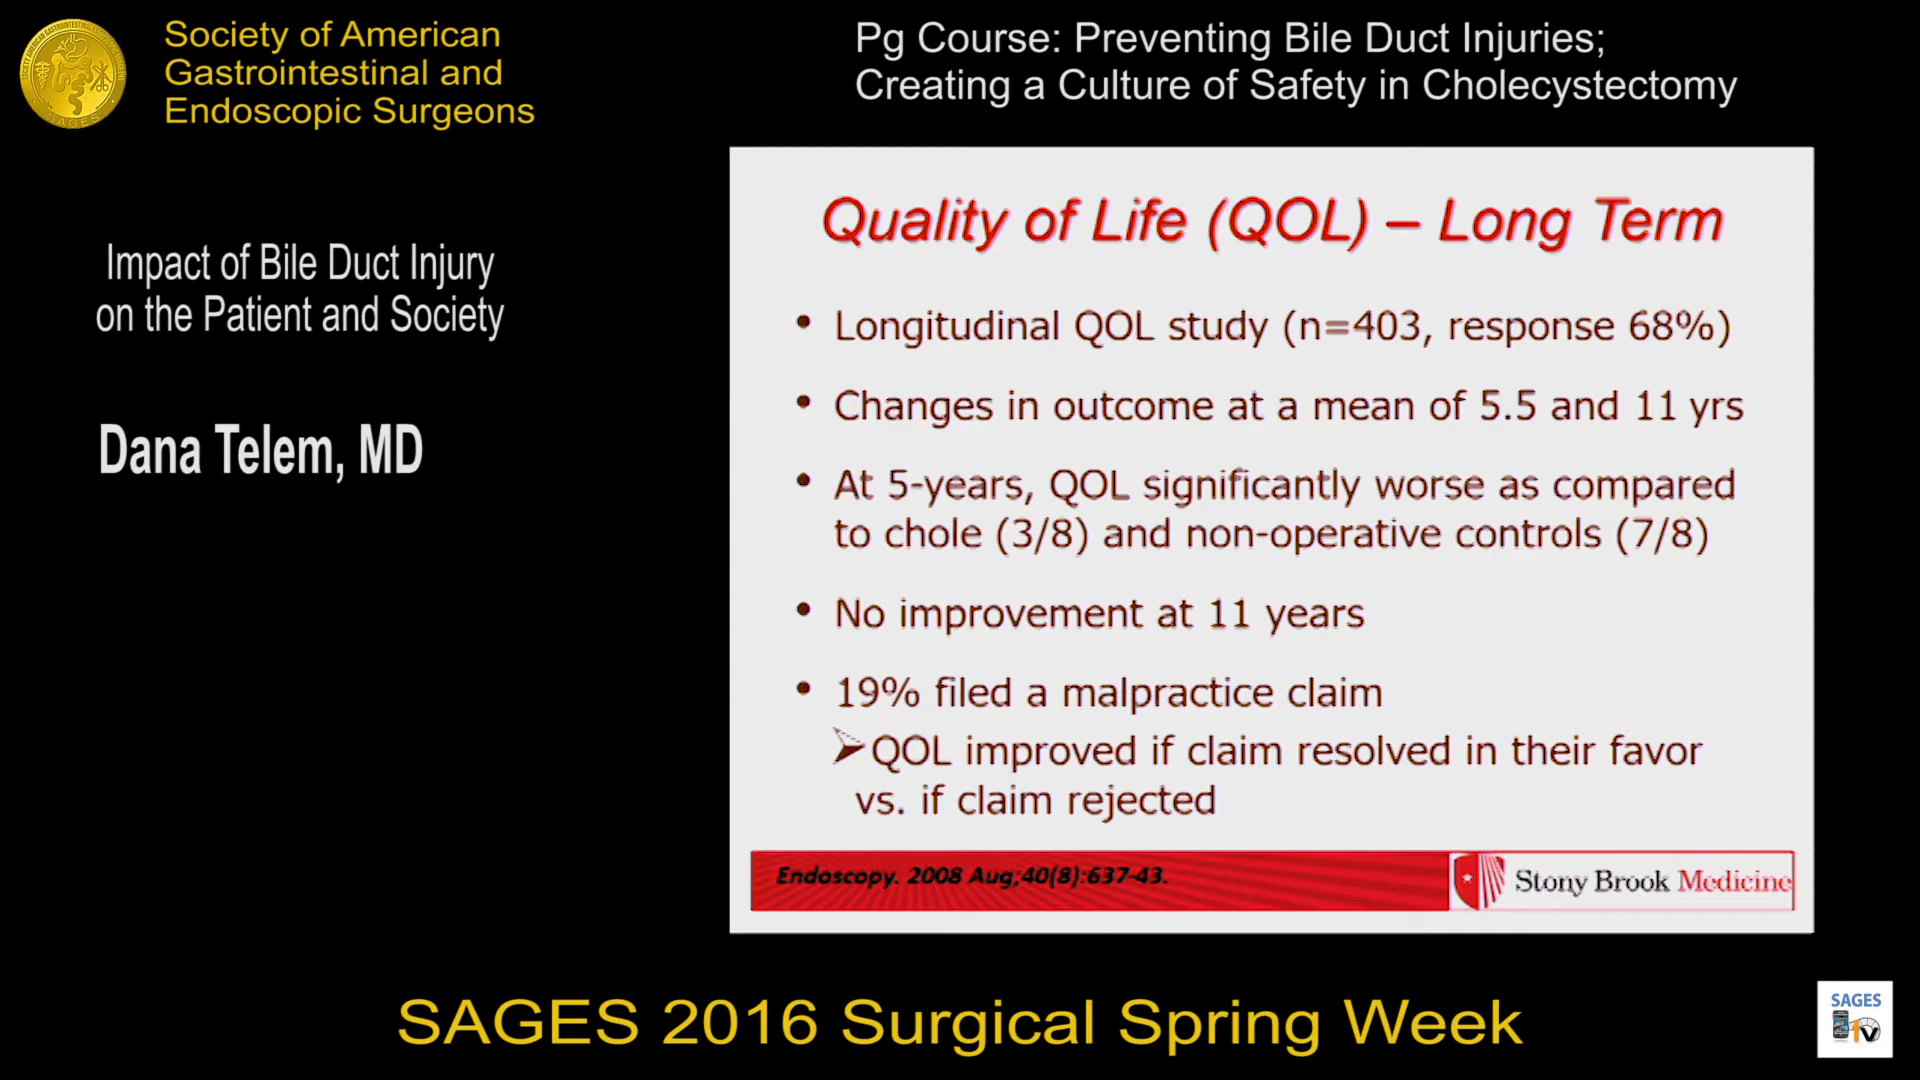 Society of American
Gastrointestinal and
Endoscopic Surgeons
Pg Course: Preventing Bile Duct Injuries;
Creating a Culture of Safety in Cholecystectomy
Impact of Bile Duct Injury
on the Patient and Society
Dana Telem, MD
Quality of Life (QOL) – Long Term
• Longitudinal QOL study (n=403, response 68%)
• Changes in outcome at a mean of 5.5 and 11 yrs
• At 5-years, QOL significantly worse as compared
to chole (3/8) and non-operative controls (7/8)
• No improvement at 11 years
• 19% filed a malpractice claim
➢QOL improved if claim resolved in their favor
vs. if claim rejected
Endoscopy. 2008 Aug;40(8):637-43.
Stony Brook Medicine
SAGES 2016 Surgical Spring Week
SAGES
TV